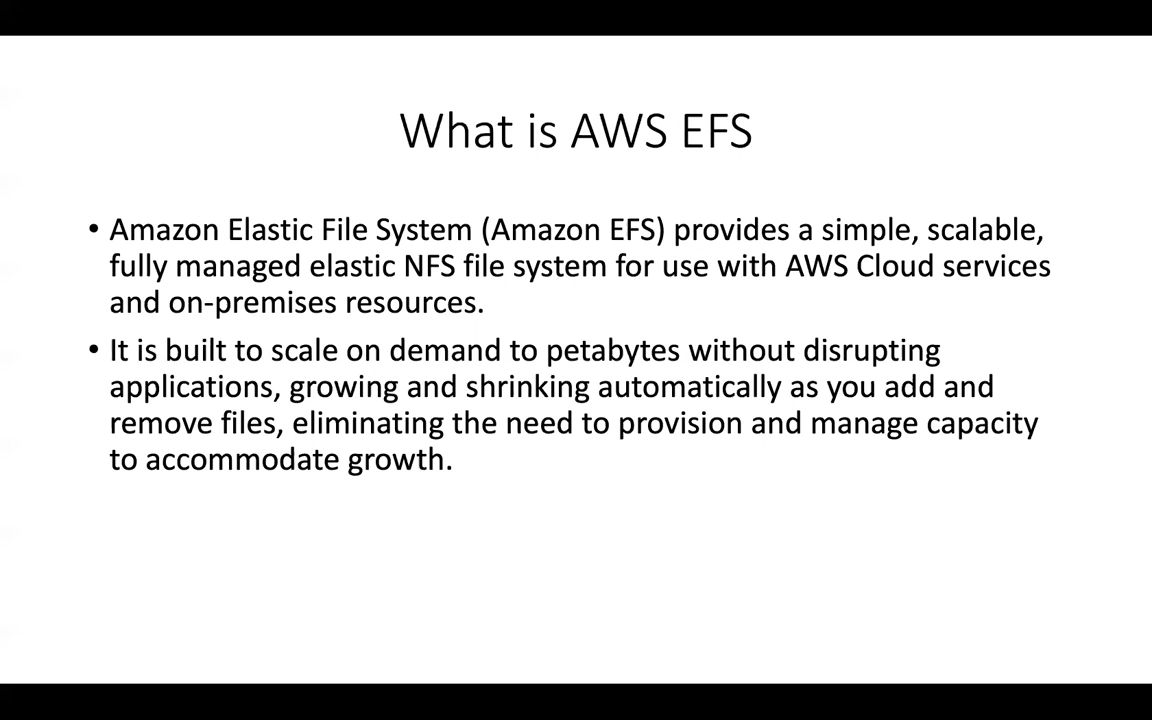 What is AWS EFS
• Amazon Elastic File System (Amazon EFS) provides a simple, scalable,
fully managed elastic NFS file system for use with AWS Cloud services
and on-premises resources.
• It is built to scale on demand to petabytes without disrupting
applications, growing and shrinking automatically as you add and
remove files, eliminating the need to provision and manage capacity
to accommodate growth.